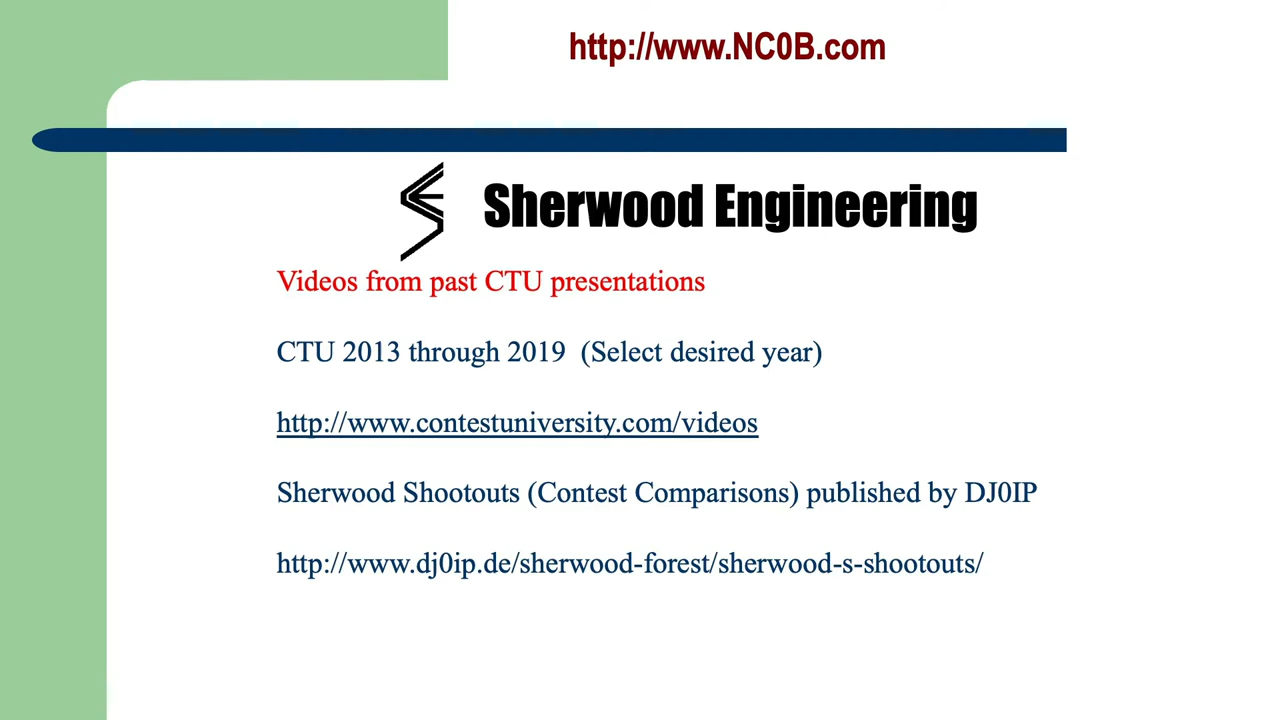 http://www.NC0B.com
Sherwood Engineering
Videos from past CTU presentations
CTU 2013 through 2019  (Select desired year)
http://www.contestuniversity.com/videos
Sherwood Shootouts (Contest Comparisons) published by DJ0IP
http://www.dj0ip.de/sherwood-forest/sherwood-s-shootouts/